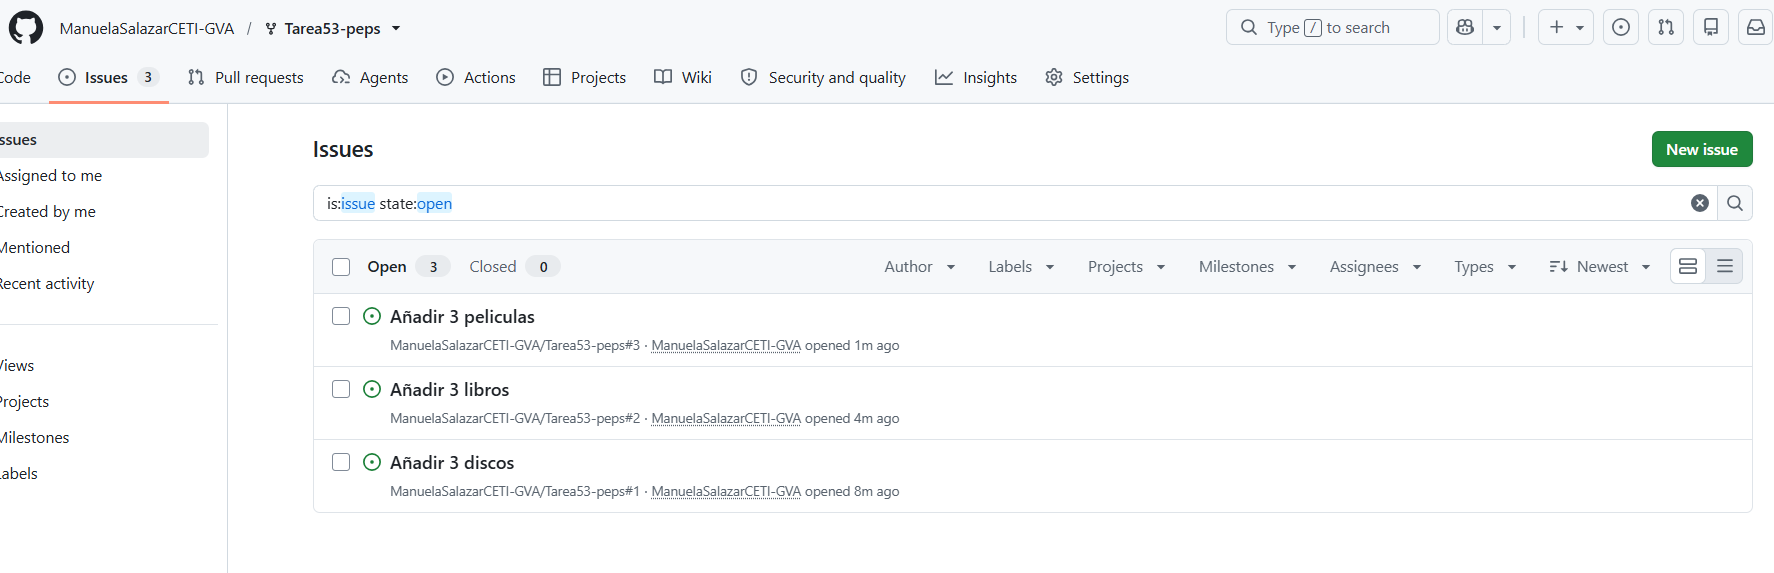 ManuelaSalazarCETI-GVA / Tarea53-peps
Type / to search
Code Issues 3 Pull requests Agents Actions Projects Wiki Security and quality Insights Settings
ssues
Assigned to me
Created by me
Mentioned
Recent activity
Views
Projects
Milestones
abels
Issues
New issue
is:issue state:open
Open 3 Closed 0 Author Labels Projects Milestones Assignees Types Newest
Añadir 3 peliculas
ManuelaSalazarCETI-GVA/Tarea53-peps#3 · ManuelaSalazarCETI-GVA opened 1m ago
Añadir 3 libros
ManuelaSalazarCETI-GVA/Tarea53-peps#2 · ManuelaSalazarCETI-GVA opened 4m ago
Añadir 3 discos
ManuelaSalazarCETI-GVA/Tarea53-peps#1 · ManuelaSalazarCETI-GVA opened 8m ago